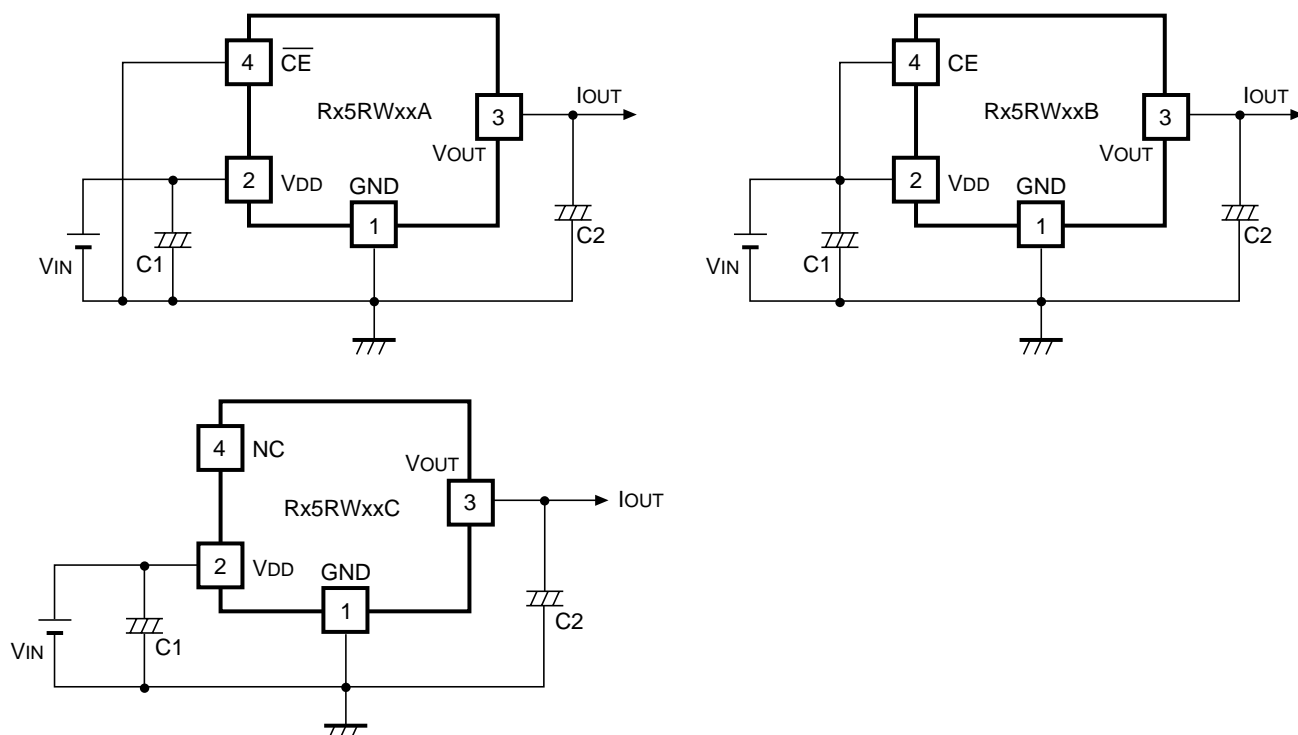 4 CE
Rx5RWxxA
3
IOUT
VOUT
2 VDD
GND
1
C2
VIN
C1
4 CE
Rx5RWxxB
3
IOUT
VOUT
2 VDD
GND
1
C2
VIN
C1
4 NC
VOUT
Rx5RWxxC
3
IOUT
2 VDD
GND
1
C2
VIN
C1